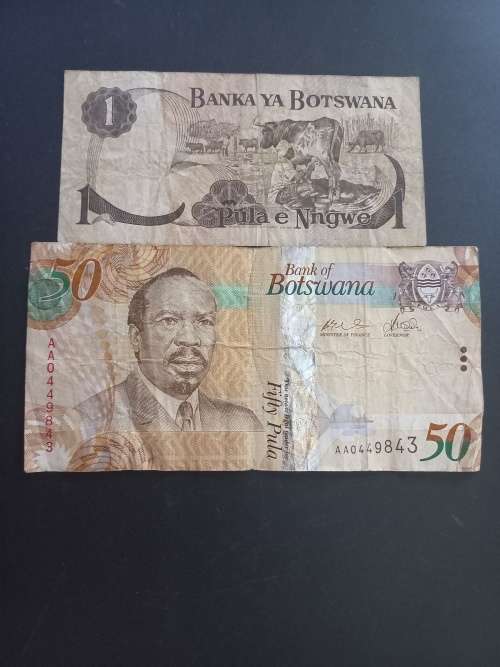 1
BANKA YA BOTSWANA
1
Pula e Nngwe
1
50
Bank of
Botswana
MINISTER OF FINANCE
GOVERNOR
AA0449843
Fifty Pula
AA0449843
50